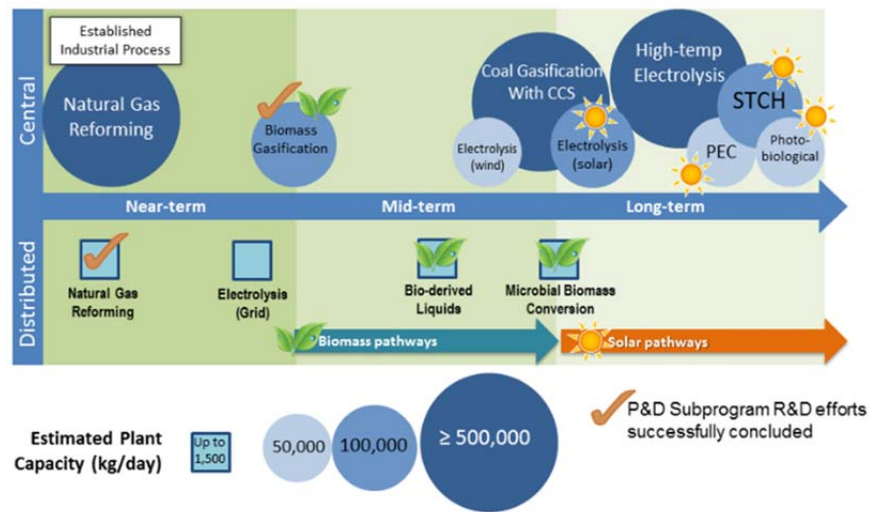 Established
Industrial Process
Central
Natural Gas
Reforming
Biomass
Gasification
Coal Gasification
With CCS
Electrolysis
(wind)
Electrolysis
(solar)
High-temp
Electrolysis
STCH
PEC
Photo-
biological
Near-term
Mid-term
Long-term
Distributed
Natural Gas
Reforming
Electrolysis
(Grid)
Bio-derived
Liquids
Microbial Biomass
Conversion
Biomass pathways
Solar pathways
Estimated Plant
Capacity (kg/day)
Up to
1,500
50,000
100,000
≥ 500,000
P&D Subprogram R&D efforts
successfully concluded